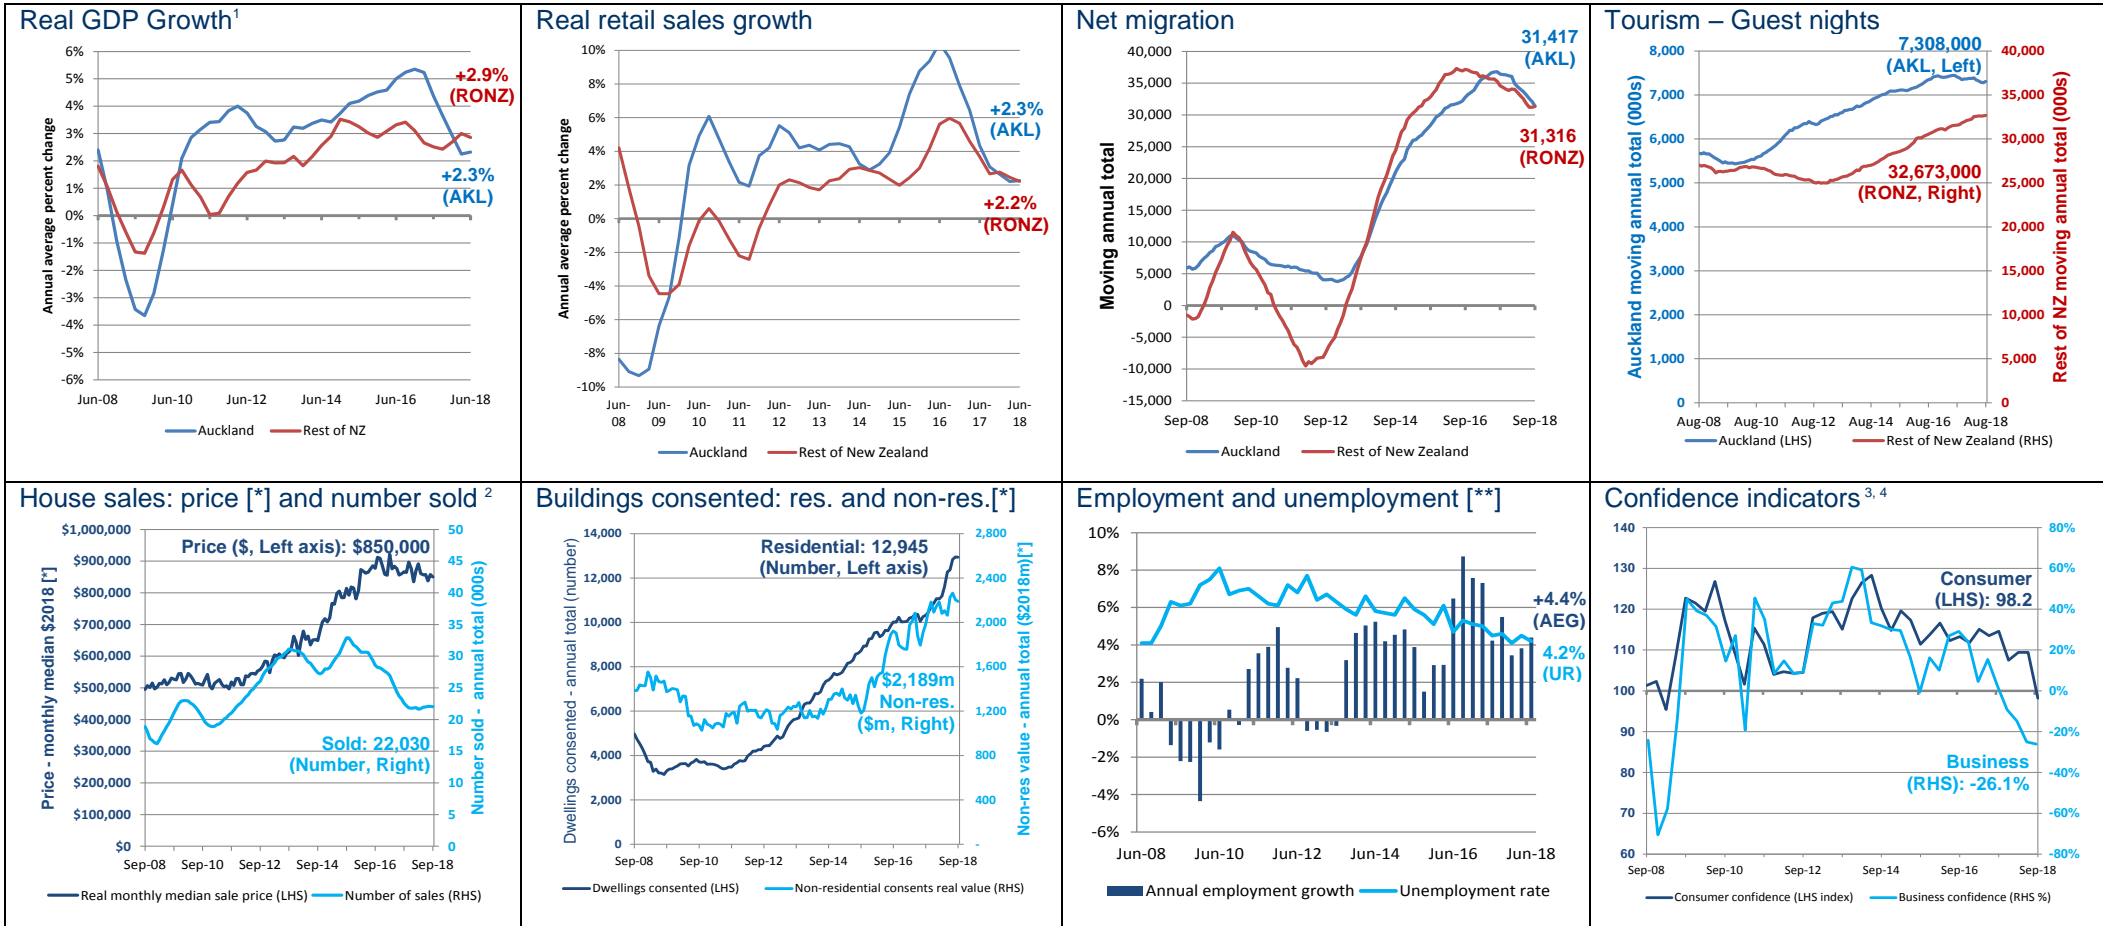 Real GDP Growth1
6%
5%
4%
3%
2%
1%
0%
-1%
-2%
-3%
-4%
-5%
-6%
Annual average percent change
+2.9%
(RONZ)
+2.3%
(AKL)
Jun-08 Jun-10 Jun-12 Jun-14 Jun-16 Jun-18
Auckland Rest of NZ
Real retail sales growth
10%
8%
6%
4%
2%
0%
-2%
-4%
-6%
-8%
-10%
Annual average percent change
+2.3%
(AKL)
+2.2%
(RONZ)
Jun- Jun- Jun- Jun- Jun- Jun- Jun- Jun- Jun- Jun- Jun-
08 09 10 11 12 13 14 15 16 17 18
Auckland Rest of New Zealand
Net migration
40,000
35,000
30,000
25,000
20,000
15,000
10,000
5,000
0
-5,000
-10,000
-15,000
Moving annual total
31,417
(AKL)
31,316
(RONZ)
Sep-08 Sep-10 Sep-12 Sep-14 Sep-16 Sep-18
Auckland Rest of New Zealand
Tourism – Guest nights
8,000
7,000
6,000
5,000
4,000
3,000
2,000
1,000
0
Auckland moving annual total (000s)
7,308,000
(AKL, Left)
32,673,000
(RONZ, Right)
40,000
35,000
30,000
25,000
20,000
15,000
10,000
5,000
0
Rest of NZ moving annual total (000s)
Aug-08 Aug-10 Aug-12 Aug-14 Aug-16 Aug-18
Auckland (LHS) Rest of New Zealand (RHS)
House sales: price [*] and number sold 2
$1,000,000
$900,000
$800,000
$700,000
$600,000
$500,000
$400,000
$300,000
$200,000
$100,000
$0
Price - monthly median $2018 [*]
Price ($, Left axis): $850,000
Sold: 22,030
(Number, Right)
50
45
40
35
30
25
20
15
10
5
0
Number sold - annual total (000s)
Sep-08 Sep-10 Sep-12 Sep-14 Sep-16 Sep-18
Real monthly median sale price (LHS) Number of sales (RHS)
Buildings consented: res. and non-res.[*]
14,000
12,000
10,000
8,000
6,000
4,000
2,000
0
Dwellings consented - annual total (number)
Residential: 12,945
(Number, Left axis)
$2,189m
Non-res.
($m, Right)
2,800
2,400
2,000
1,600
1,200
800
400
-
Non-res value - annual total ($2018m)[*]
Sep-08 Sep-10 Sep-12 Sep-14 Sep-16 Sep-18
Dwellings consented (LHS) Non-residential consents real value (RHS)
Employment and unemployment [**]
10%
8%
6%
4%
2%
0%
-2%
-4%
-6%
+4.4%
(AEG)
4.2%
(UR)
Jun-08 Jun-10 Jun-12 Jun-14 Jun-16 Jun-18
Annual employment growth Unemployment rate
Confidence indicators 3, 4
140
130
120
110
100
90
80
70
60
Consumer
(LHS): 98.2
Business
(RHS): -26.1%
80%
60%
40%
20%
0%
-20%
-40%
-60%
-80%
Sep-08 Sep-10 Sep-12 Sep-14 Sep-16 Sep-18
Consumer confidence (LHS index) Business confidence (RHS %)